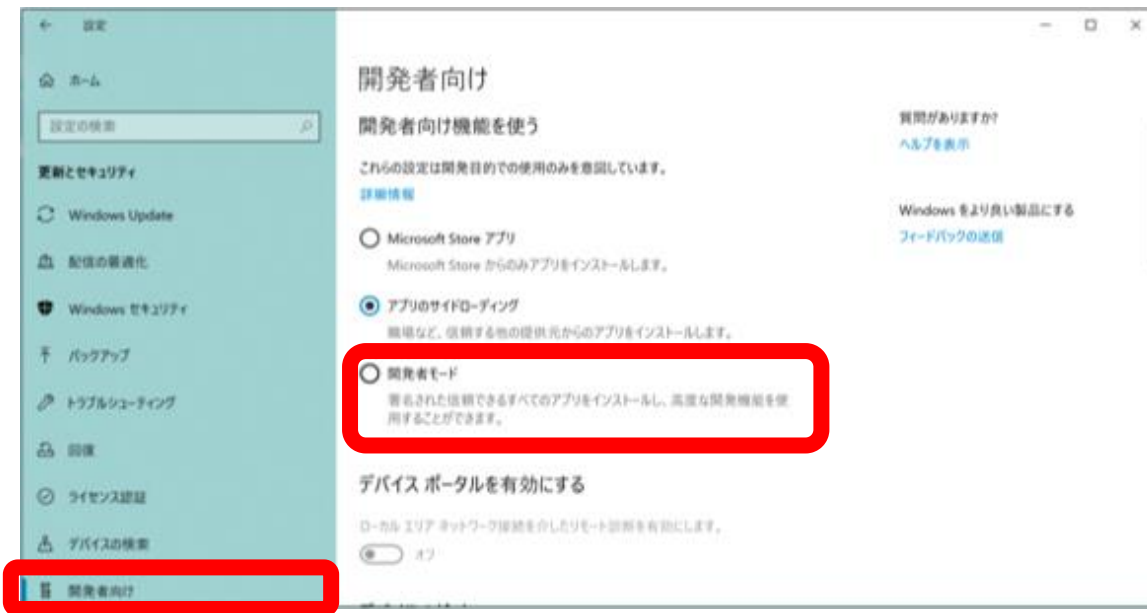 設定
ホーム
設定の検索
更新とセキュリティ
Windows Update
配信の最適化
Windows セキュリティ
バックアップ
トラブルシューティング
回復
ライセンス認証
デバイスの検索
開発者向け
開発者向け
開発者向け機能を使う
これらの設定は開発目的での使用のみを意図しています。
詳細情報
Microsoft Store アプリ
Microsoft Store からのみアプリをインストールします。
アプリのサイドローディング
職場など、信頼する他の提供元からのアプリをインストールします。
開発者モード
署名された信頼できるすべてのアプリをインストールし、高度な開発機能を使
用することができます。
デバイス ポータルを有効にする
ローカル エリア ネットワーク接続を介したリモート診断を有効にします。
オフ
質問がありますか?
ヘルプを表示
Windows をより良い製品にする
フィードバックの送信